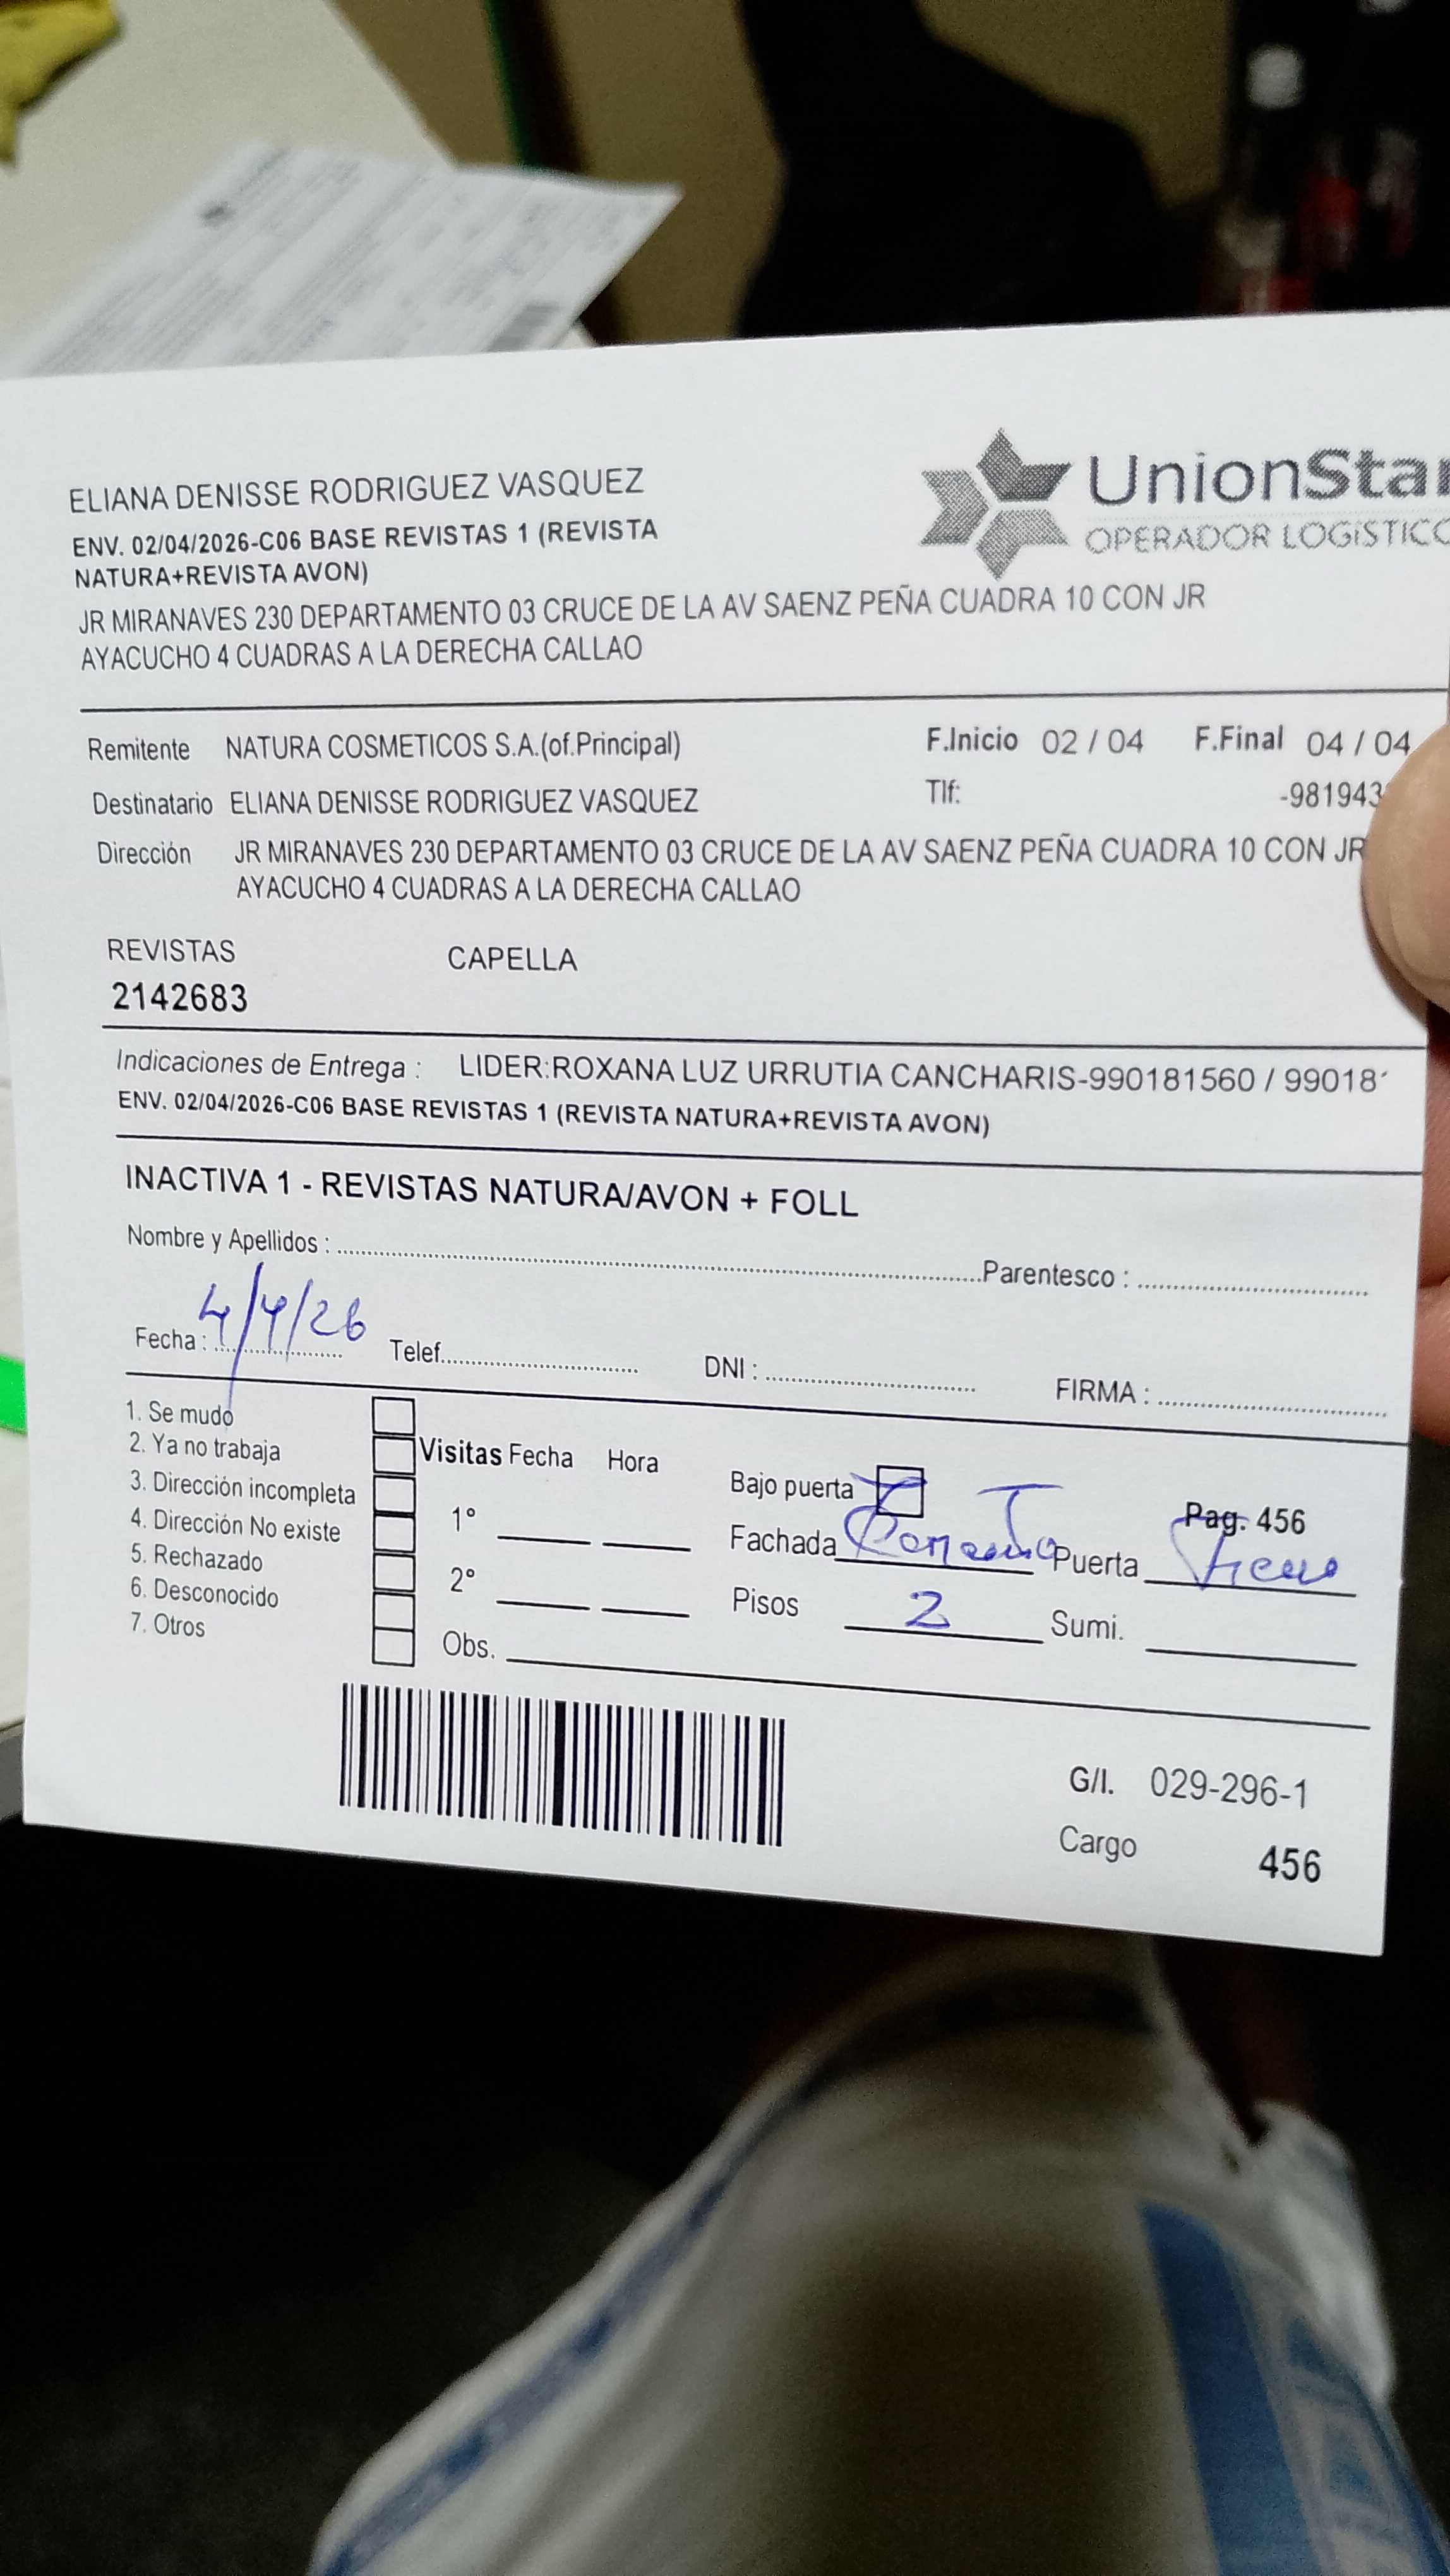 ELIANA DENISSE RODRIGUEZ VASQUEZ
ENV. 02/04/2026-C06 BASE REVISTAS 1 (REVISTA
NATURA+REVISTA AVON)
JR MIRANAVES 230 DEPARTAMENTO 03 CRUCE DE LA AV SAENZ PEÑA CUADRA 10 CON JR
AYACUCHO 4 CUADRAS A LA DERECHA CALLAO
UnionStar
OPERADOR LOGíSTICO
Remitente NATURA COSMETICOS S.A.(of.Principal) F.Inicio 02 / 04 F.Final 04 / 04
Destinatario ELIANA DENISSE RODRIGUEZ VASQUEZ Tlf: -981943
Dirección JR MIRANAVES 230 DEPARTAMENTO 03 CRUCE DE LA AV SAENZ PEÑA CUADRA 10 CON JR
AYACUCHO 4 CUADRAS A LA DERECHA CALLAO
REVISTAS CAPELLA
2142683
Indicaciones de Entrega : LIDER:ROXANA LUZ URRUTIA CANCHARIS-990181560 / 99018
ENV. 02/04/2026-C06 BASE REVISTAS 1 (REVISTA NATURA+REVISTA AVON)
INACTIVA 1 - REVISTAS NATURA/AVON + FOLL
Nombre y Apellidos : Parentesco :
Fecha : 4/4/26 Telef. DNI : FIRMA :
1. Se mudo
2. Ya no trabaja
3. Dirección incompleta
4. Dirección No existe
5. Rechazado
6. Desconocido
7. Otros
Visitas Fecha Hora
1°
2°
Obs.
Bajo puerta Pag. 456
Fachada Puerta
Pisos 2 Sumi.
G/I. 029-296-1
Cargo 456